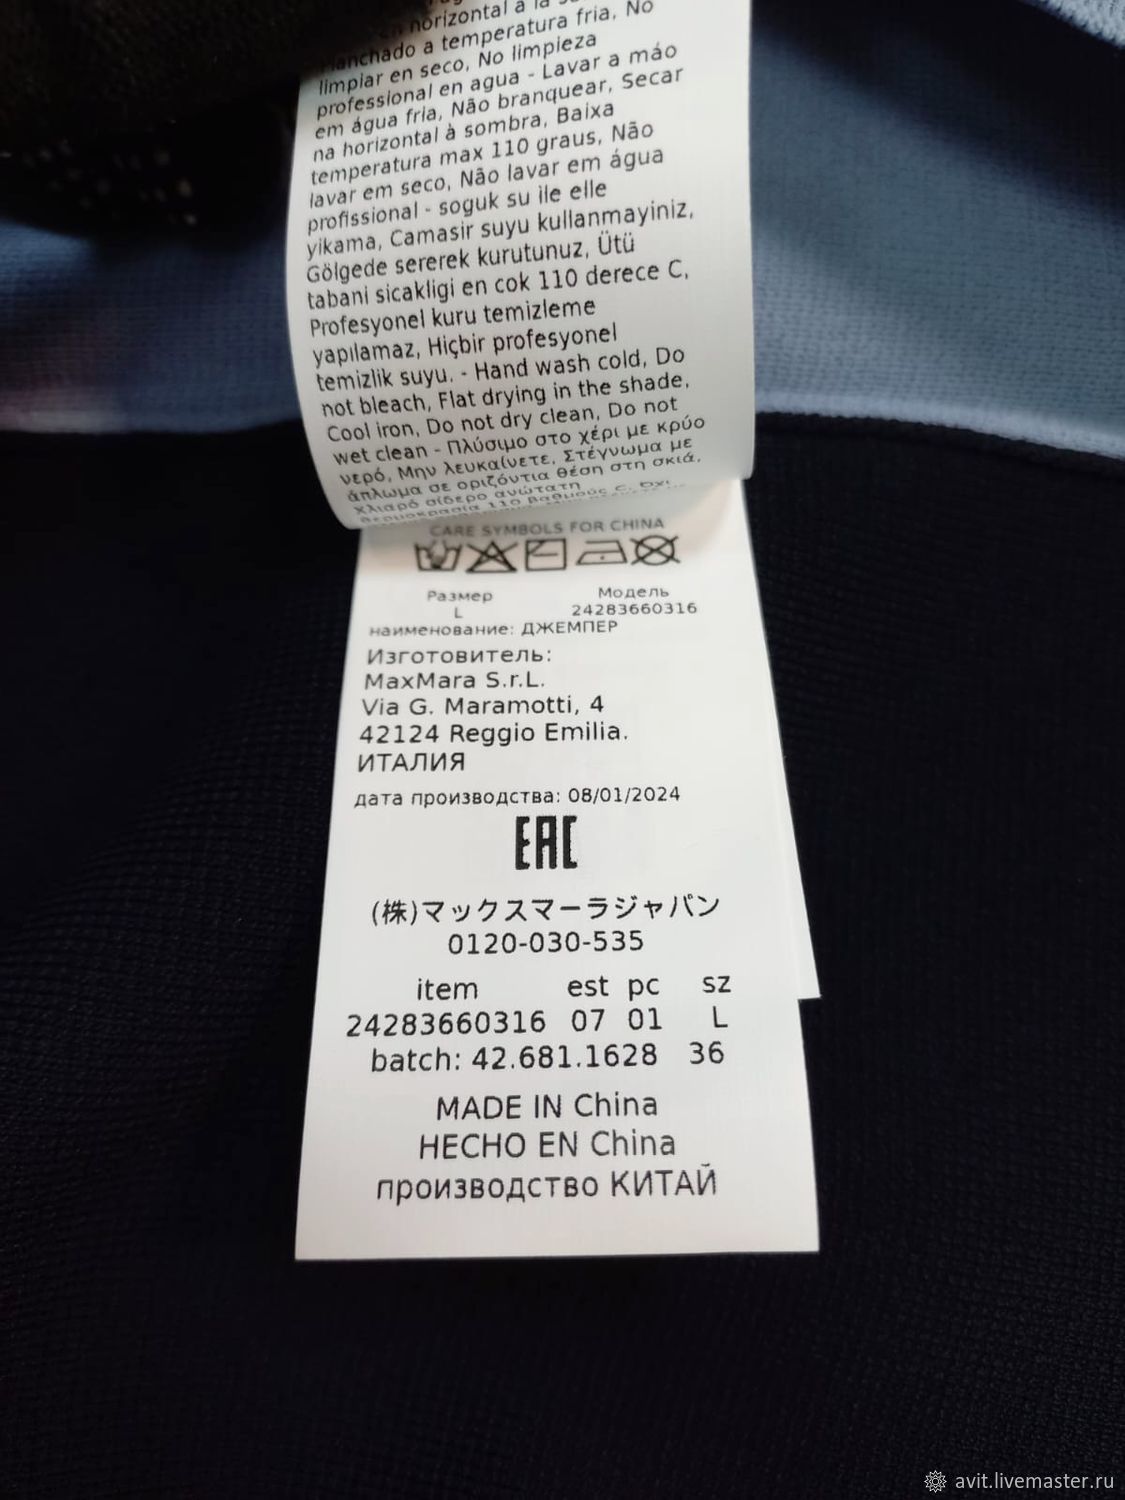 horizontal a la
Planchado a temperatura fria, No
limpiar en seco, No limpieza
professional en agua - Lavar a máo
em água fria, Não branquear, Secar
na horizontal à sombra, Baixa
temperatura max 110 graus, Não
lavar em seco, Não lavar em água
profissional - soguk su ile elle
yikama, Camasir suyu kullanmayiniz,
Gölgede sererek kurutunuz, Ütü
tabani sicakligi en cok 110 derece C,
Profesyonel kuru temizleme
yapılamaz, Hiçbir profesyonel
temizlik suyu. - Hand wash cold, Do
not bleach, Flat drying in the shade,
Cool iron, Do not dry clean, Do not
wet clean - Πλύσιμο στο χέρι με κρύο
νερό, Μην λευκαίνετε, Στέγνωμα με
άπλωμα σε οριζόντια θέση στη σκιά,
Χλιαρό σίδερο ανώτατη
θερμοκρασία 110 βαθμούς C,
CARE SYMBOLS FOR CHINA
Размер Модель
L 24283660316
наименование: ДЖЕМПЕР
Изготовитель:
MaxMara S.r.L.
Via G. Maramotti, 4
42124 Reggio Emilia.
ИТАЛИЯ
дата производства: 08/01/2024
EAC
(株)マックスマーラジャパン
0120-030-535
item est pc sz
24283660316 07 01 L
batch: 42.681.1628 36
MADE IN China
HECHO EN China
производство КИТАЙ
avit.livemaster.ru